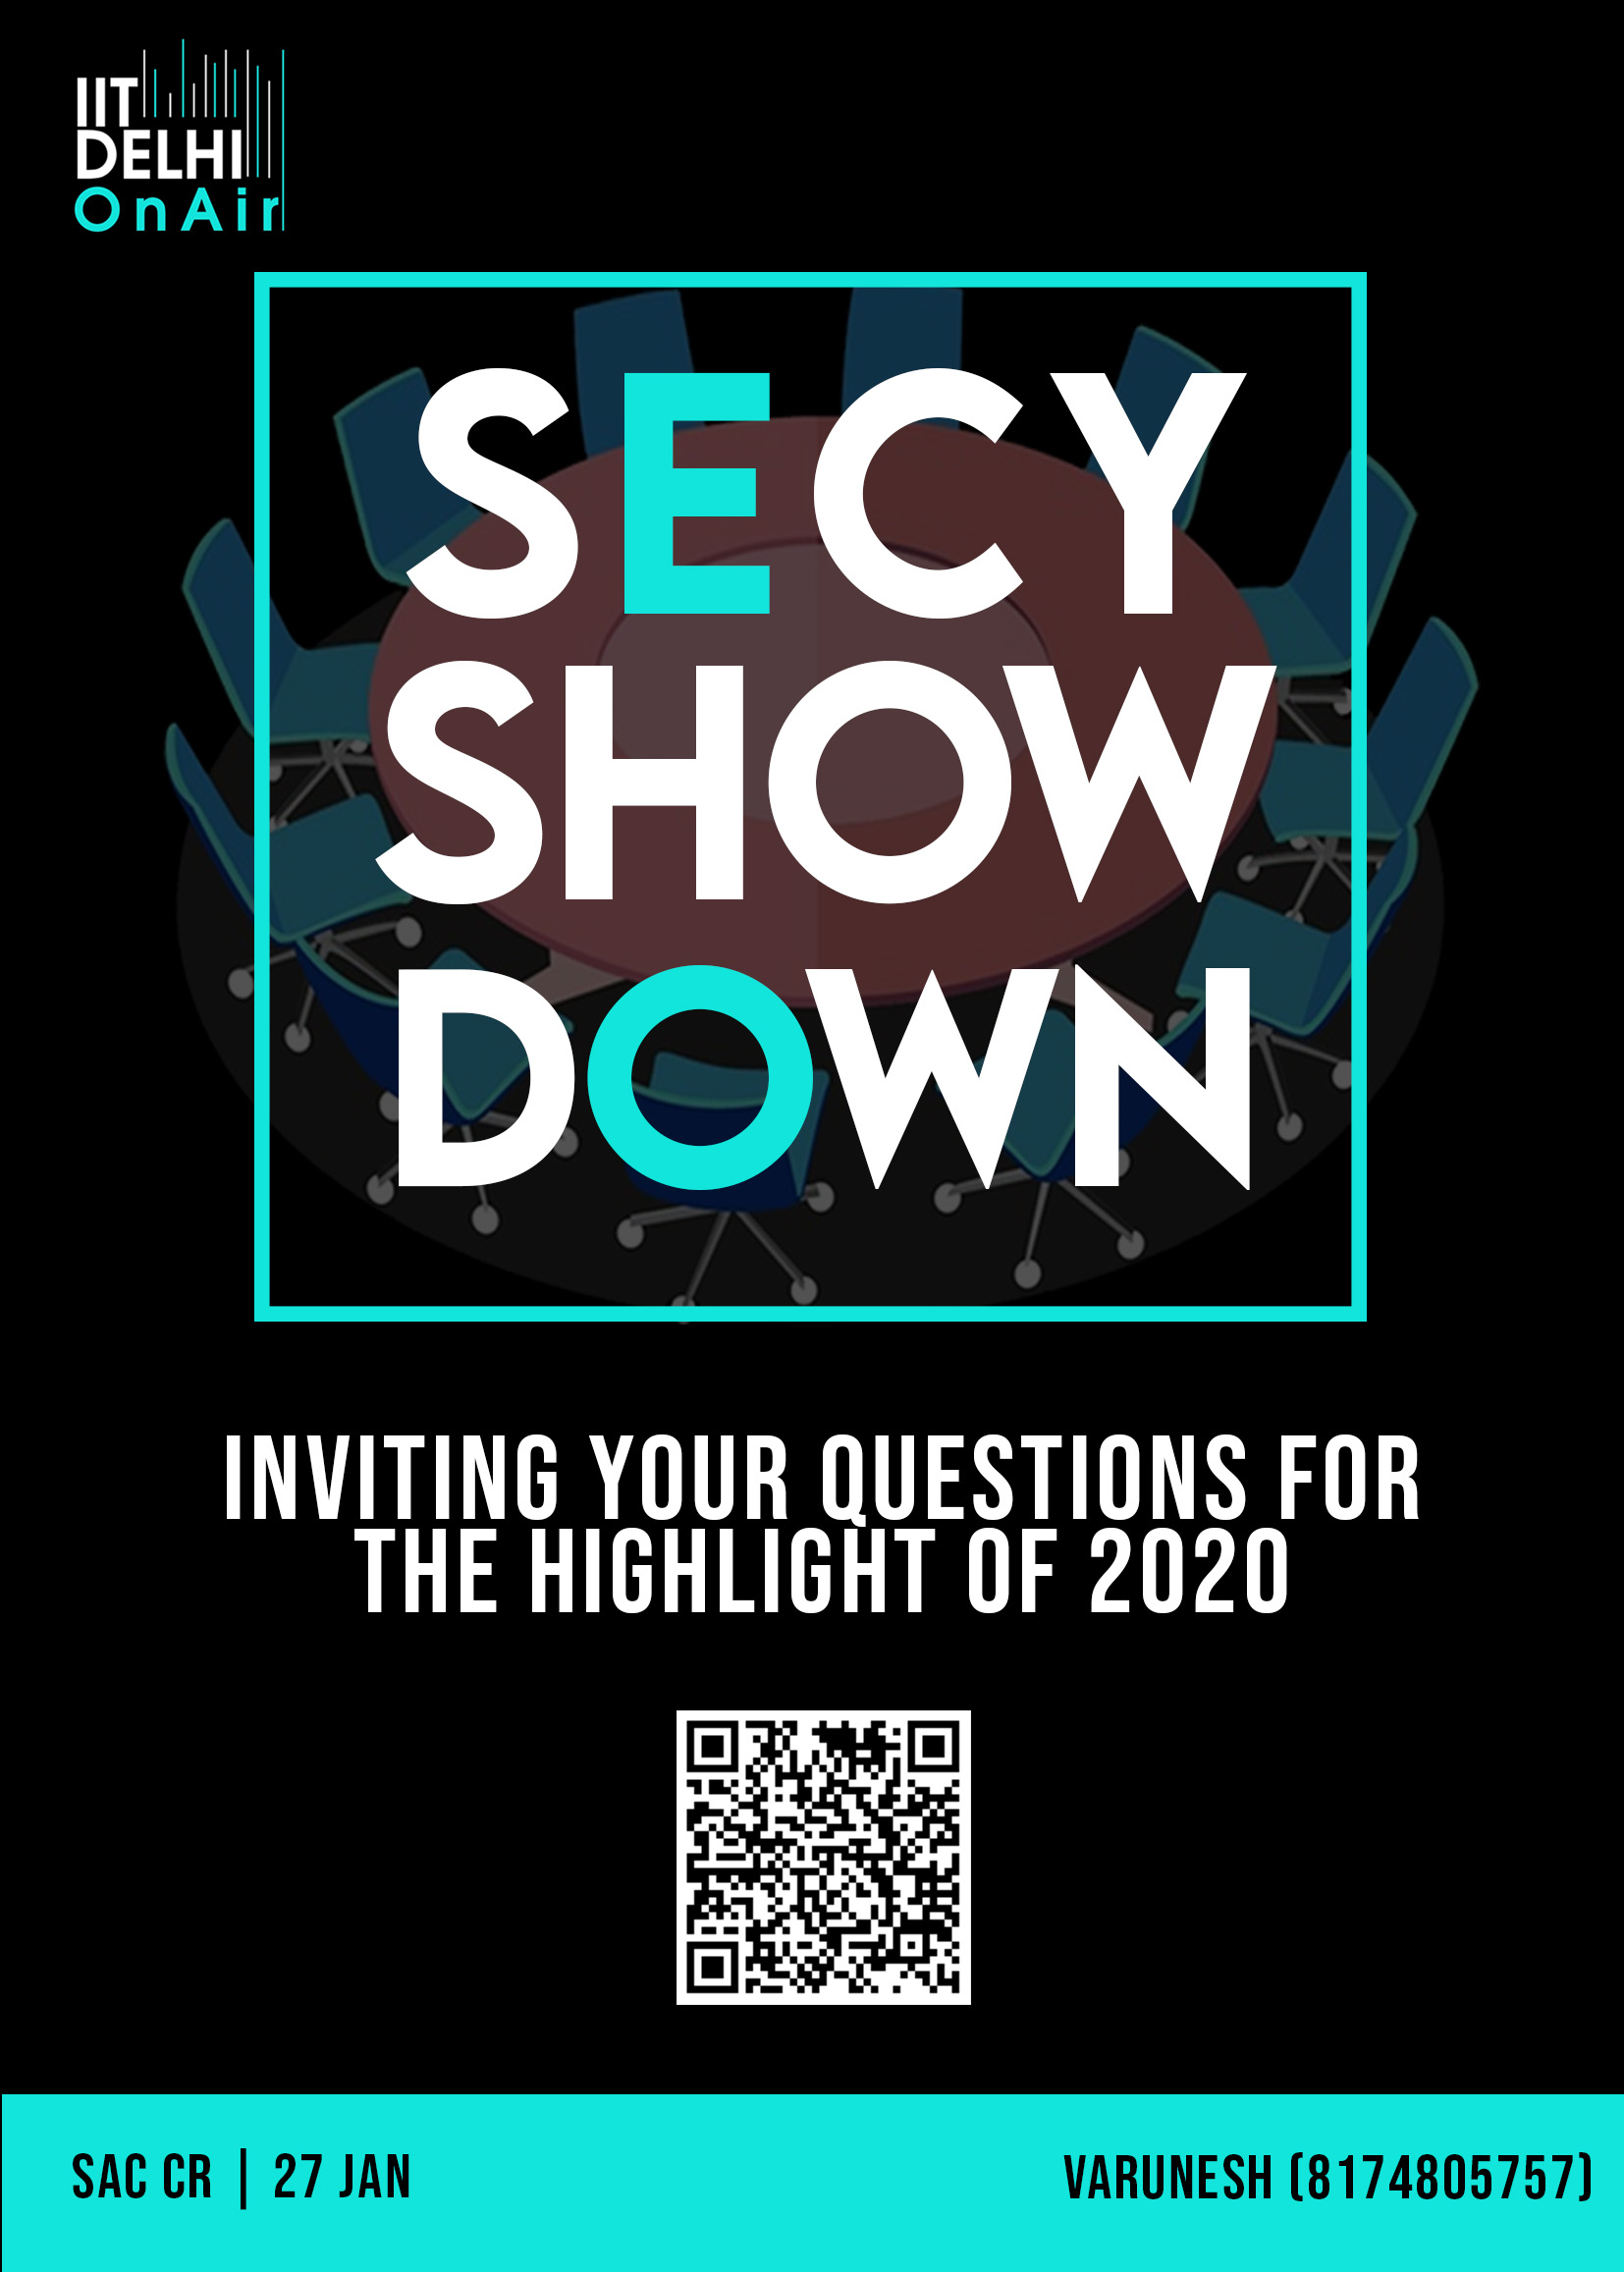 IIT
DELHI
OnAir
SECY
SHOW
DOWN
INVITING YOUR QUESTIONS FOR
THE HIGHLIGHT OF 2020
SAC CR | 27 JAN
VARUNESH (8174805757)